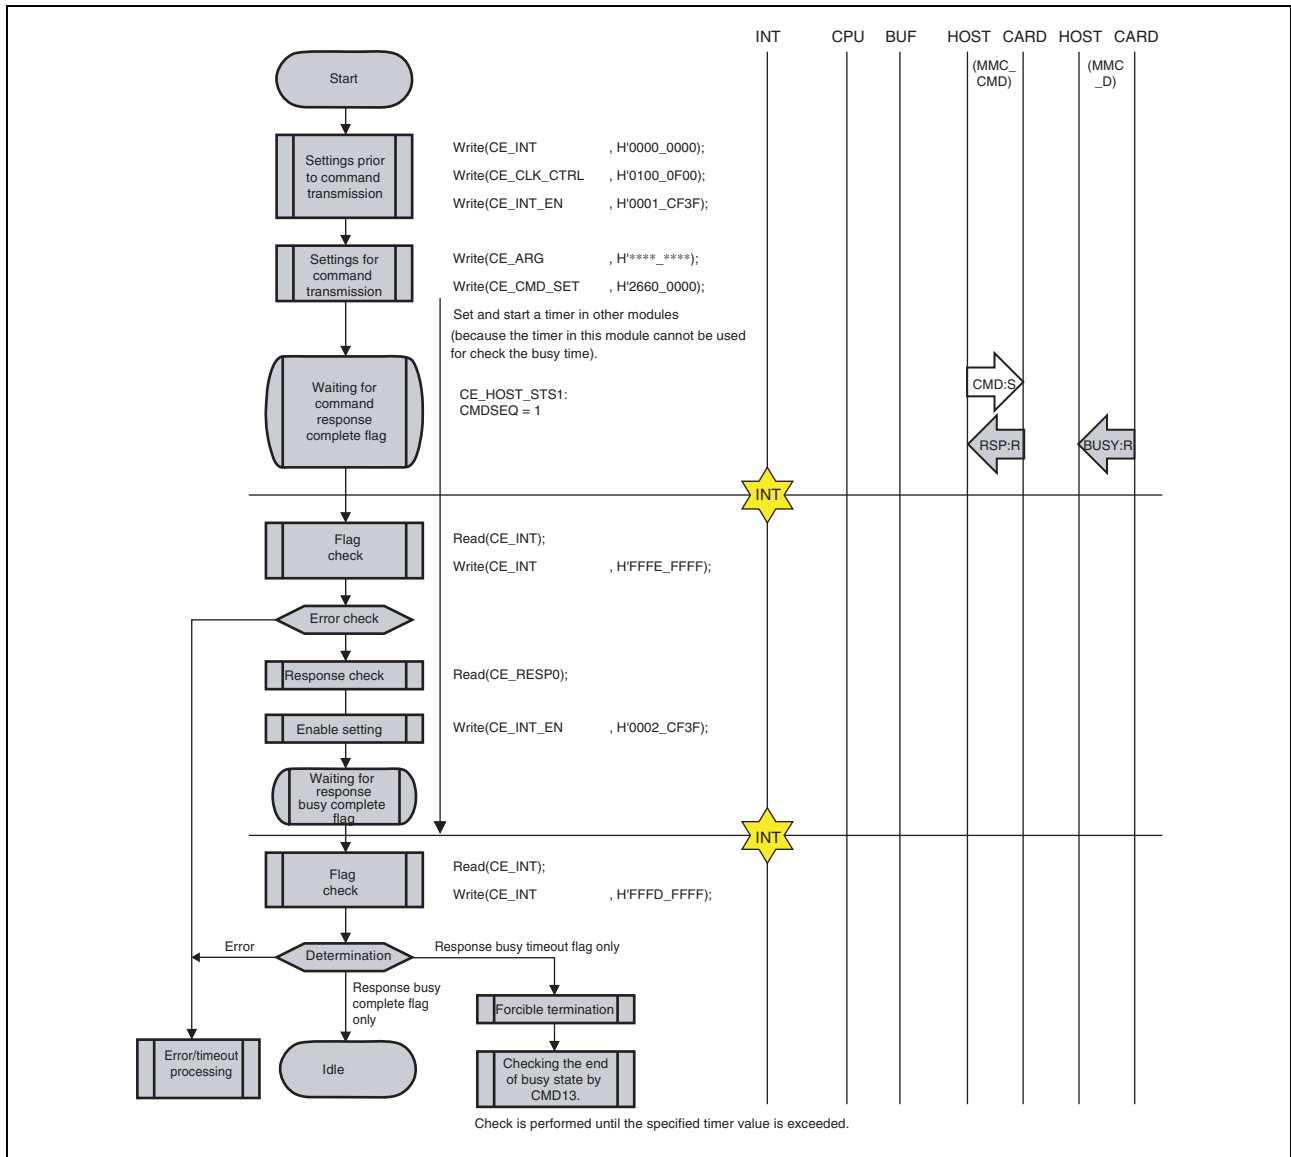 INT CPU BUF HOST CARD HOST CARD
(MMC_
CMD)
(MMC
_D)
Start
Settings prior
to command
transmission
Write(CE_INT , H'0000_0000);
Write(CE_CLK_CTRL , H'0100_0F00);
Write(CE_INT_EN , H'0001_CF3F);
Settings for
command
transmission
Write(CE_ARG , H'****_****);
Write(CE_CMD_SET , H'2660_0000);
Set and start a timer in other modules
(because the timer in this module cannot be used
for check the busy time).
Waiting for
command
response
complete flag
CE_HOST_STS1:
CMDSEQ = 1
CMD:S
RSP:R
BUSY:R
INT
Flag
check
Read(CE_INT);
Write(CE_INT , H'FFFE_FFFF);
Error check
Response check
Read(CE_RESP0);
Enable setting
Write(CE_INT_EN , H'0002_CF3F);
Waiting for
response
busy complete
flag
INT
Flag
check
Read(CE_INT);
Write(CE_INT , H'FFFD_FFFF);
Error
Determination
Response busy timeout flag only
Response busy
complete flag
only
Forcible termination
Error/timeout
processing
Idle
Checking the end
of busy state by
CMD13.
Check is performed until the specified timer value is exceeded.